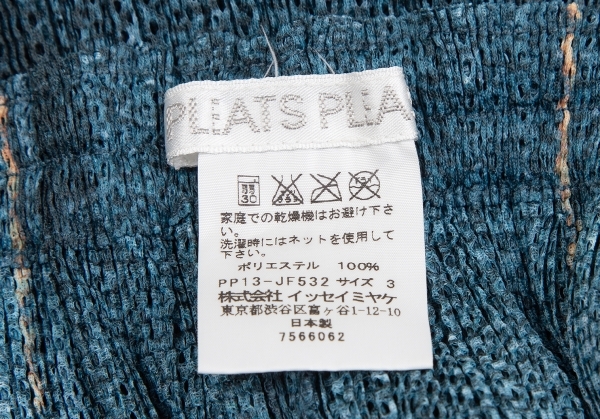 PLEATS PLEA
弱 30
家庭での乾燥機はお避け下さい。
洗濯時にはネットを使用して下さい。
ポリエステル 100%
PP13-JF532 サイズ 3
株式会社 イッセイミヤケ
東京都渋谷区富ヶ谷1-12-10
日本製
7566062